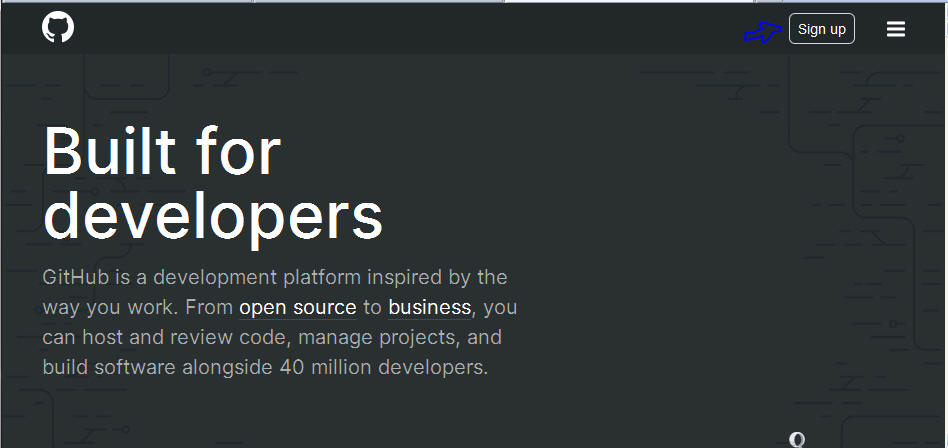 Sign up
Built for
developers
GitHub is a development platform inspired by the
way you work. From open source to business, you
can host and review code, manage projects, and
build software alongside 40 million developers.